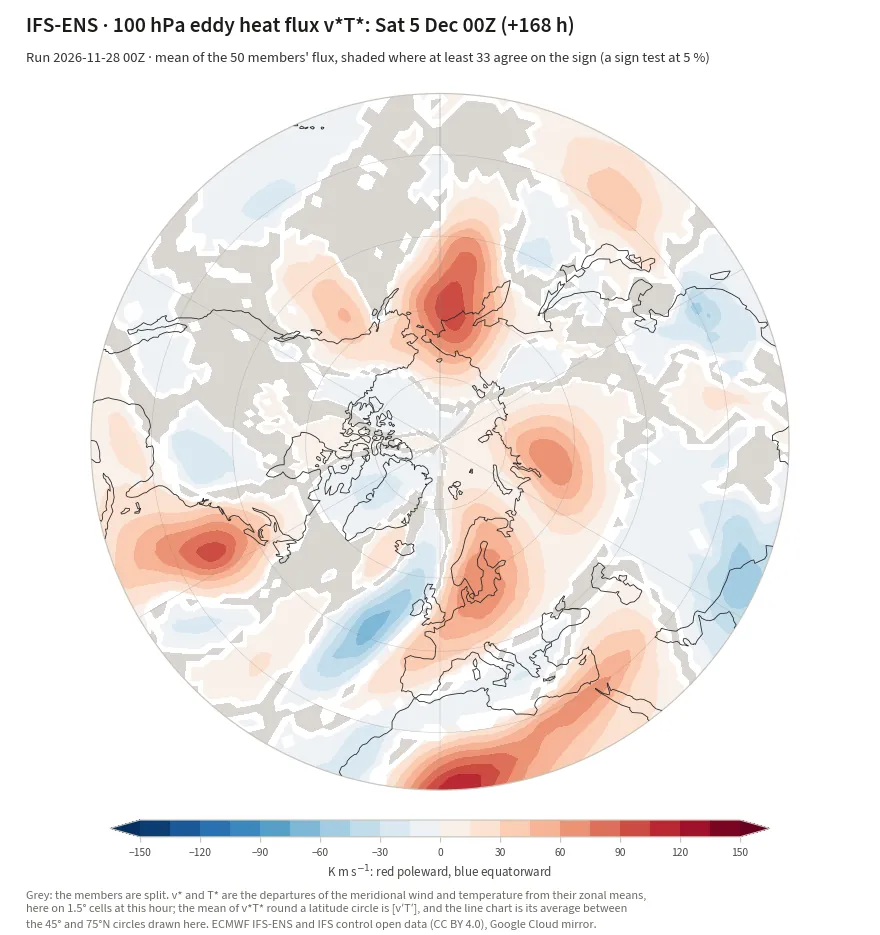 IFS-ENS · 100 hPa eddy heat flux v*T*: Sat 5 Dec 00Z (+168 h)
Run 2026-11-28 00Z · mean of the 50 members' flux, shaded where at least 33 agree on the sign (a sign test at 5 %)
−150 −120 −90 −60 −30 0 30 60 90 120 150
K m s⁻¹: red poleward, blue equatorward
Grey: the members are split. v* and T* are the departures of the meridional wind and temperature from their zonal means,
here on 1.5° cells at this hour; the mean of v*T* round a latitude circle is [v'T'], and the line chart is its average between
the 45° and 75°N circles drawn here. ECMWF IFS-ENS and IFS control open data (CC BY 4.0), Google Cloud mirror.